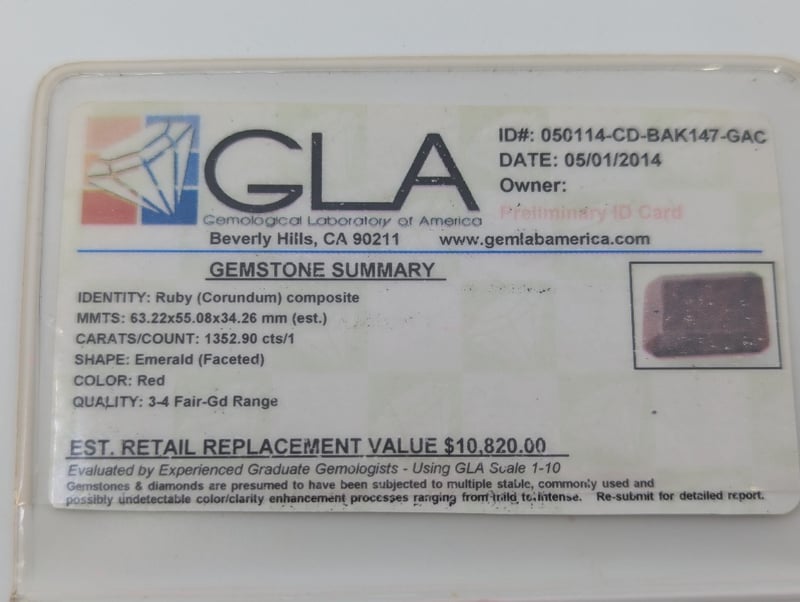 GLA
Gemological Laboratory of America
Beverly Hills, CA 90211 www.gemlabamerica.com
ID#: 050114-CD-BAK147-GAC
DATE: 05/01/2014
Owner:
Preliminary ID Card
GEMSTONE SUMMARY
IDENTITY: Ruby (Corundum) composite
MMTS: 63.22x55.08x34.26 mm (est.)
CARATS/COUNT: 1352.90 cts/1
SHAPE: Emerald (Faceted)
COLOR: Red
QUALITY: 3-4 Fair-Gd Range
EST. RETAIL REPLACEMENT VALUE $10,820.00
Evaluated by Experienced Graduate Gemologists - Using GLA Scale 1-10
Gemstones & diamonds are presumed to have been subjected to multiple stable, commonly used and
possibly undetectable color/clarity enhancement processes ranging from mild to intense. Re-submit for detailed report.